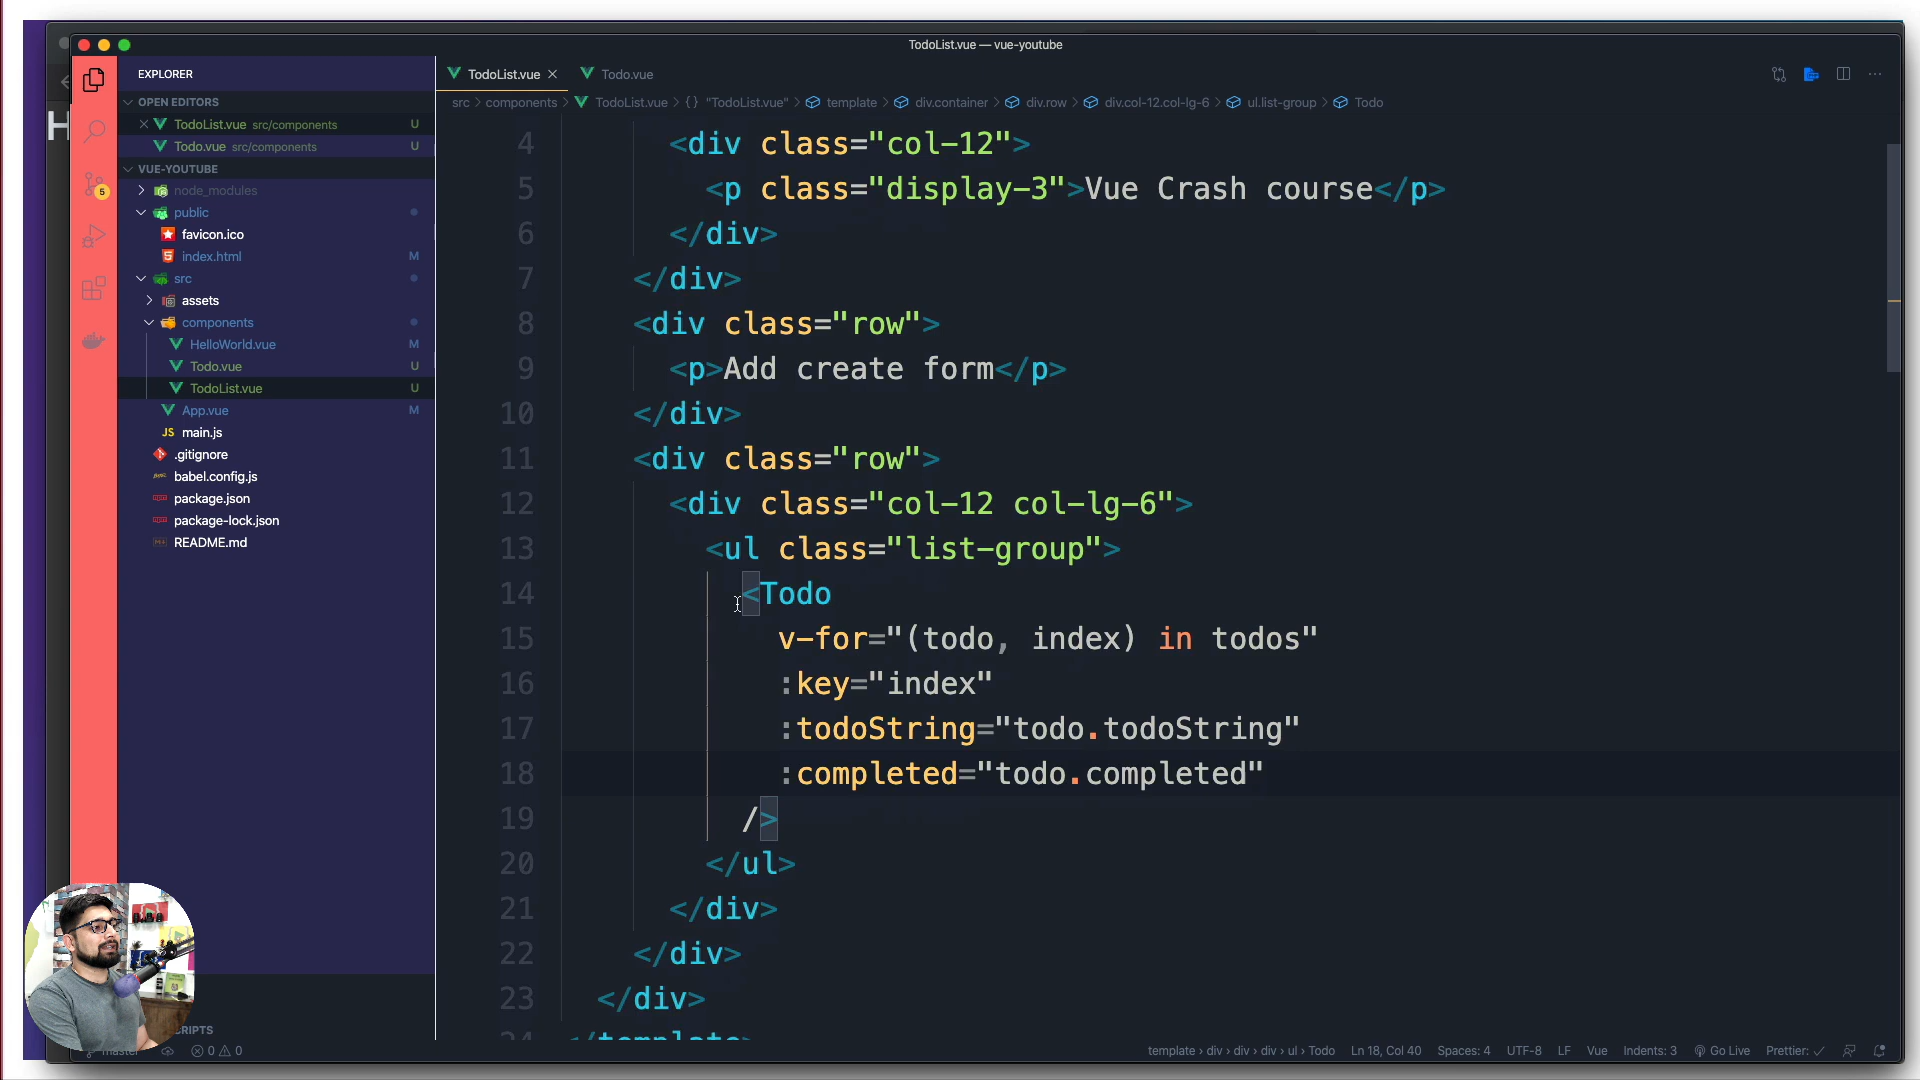 TodoList.vue — vue-youtube
EXPLORER
OPEN EDITORS
TodoList.vue src/components U
Todo.vue src/components U
VUE-YOUTUBE
node_modules
public
favicon.ico
index.html M
src
assets
components
HelloWorld.vue M
Todo.vue U
TodoList.vue U
App.vue M
JS main.js
.gitignore
babel.config.js
package.json
package-lock.json
README.md
5
H
TodoList.vue Todo.vue
src > components > TodoList.vue > {} "TodoList.vue" > template > div.container > div.row > div.col-12.col-lg-6 > ul.list-group > Todo
4 <div class="col-12">
5 <p class="display-3">Vue Crash course</p>
6 </div>
7 </div>
8 <div class="row">
9 <p>Add create form</p>
10 </div>
11 <div class="row">
12 <div class="col-12 col-lg-6">
13 <ul class="list-group">
14 <Todo
15 v-for="(todo, index) in todos"
16 :key="index"
17 :todoString="todo.todoString"
18 :completed="todo.completed"
19 />
20 </ul>
21 </div>
22 </div>
23 </div>
24 </template>
master 0 0 template > div > div > div > ul > Todo Ln 18, Col 40 Spaces: 4 UTF-8 LF Vue Indents: 3 Go Live Prettier: ✓